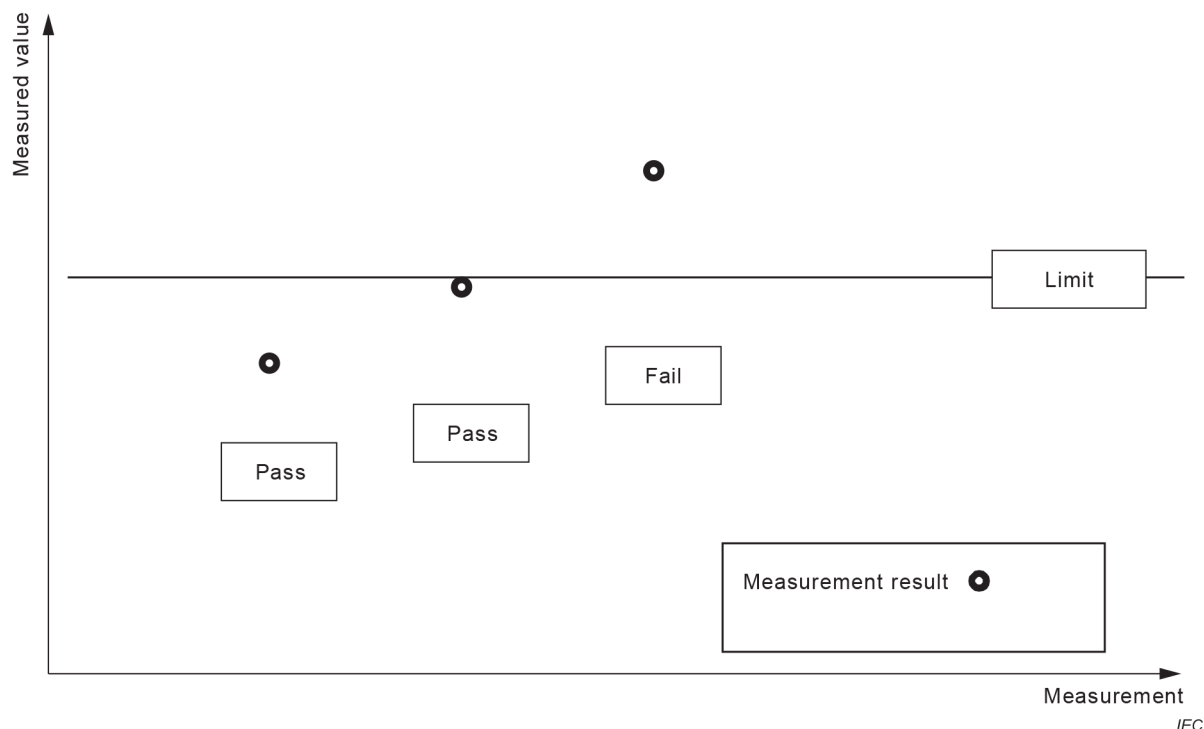 Measured value
Limit
Fail
Pass
Pass
Measurement result
Measurement
IEC